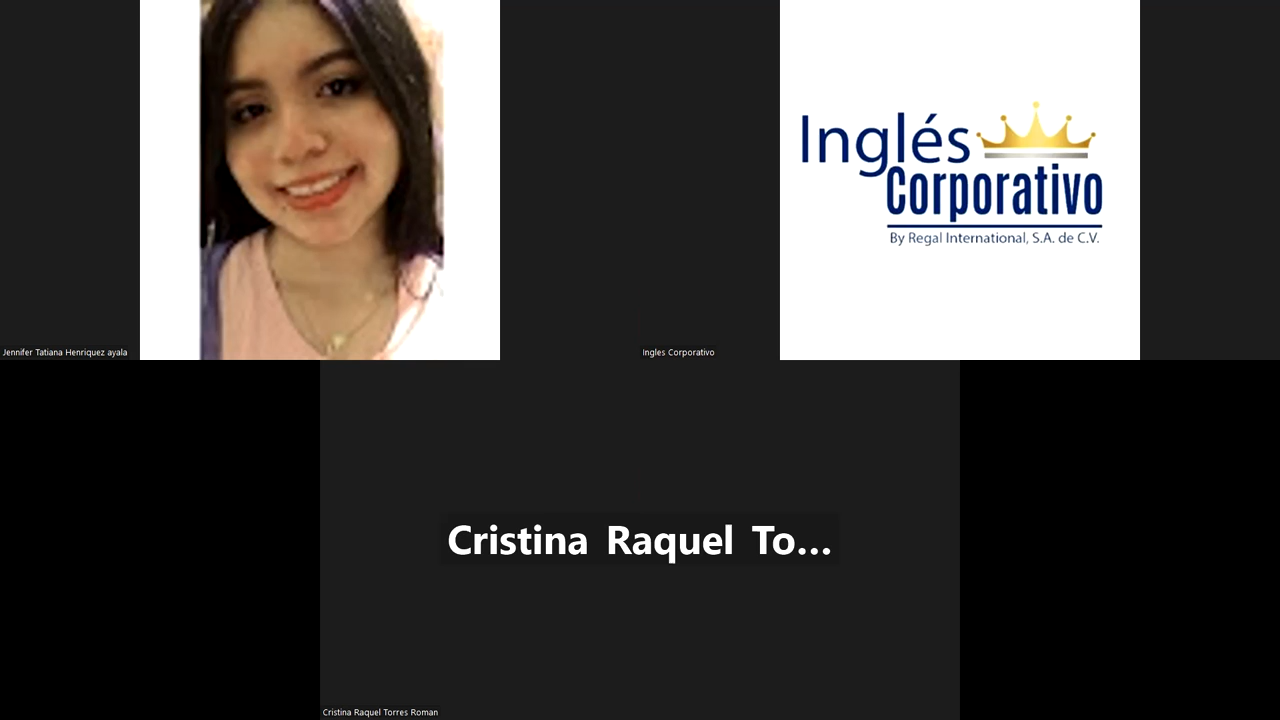 Inglés
Corporativo
By Regal International, S.A. de C.V.
Jennifer Tatiana Henriquez ayala
Ingles Corporativo
Cristina Raquel To...
Cristina Raquel Torres Roman